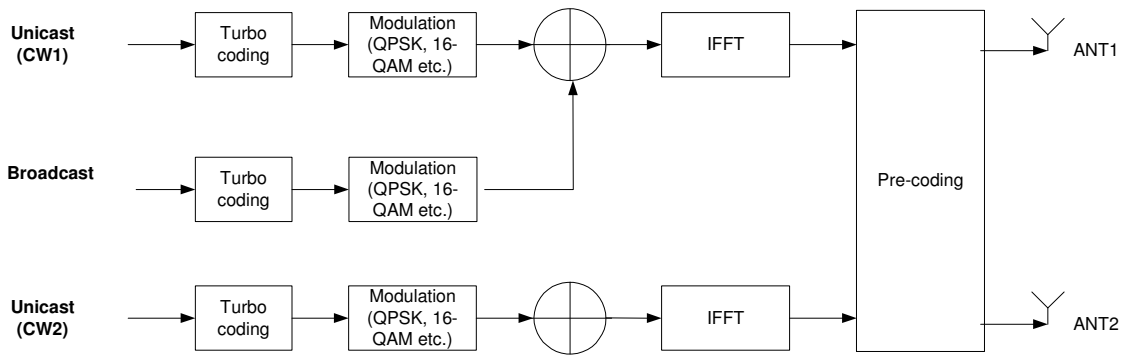 Unicast
(CW1)
Turbo
coding
Modulation
(QPSK, 16-
QAM etc.)
IFFT
ANT1
Broadcast
Turbo
coding
Modulation
(QPSK, 16-
QAM etc.)
Pre-coding
Unicast
(CW2)
Turbo
coding
Modulation
(QPSK, 16-
QAM etc.)
IFFT
ANT2